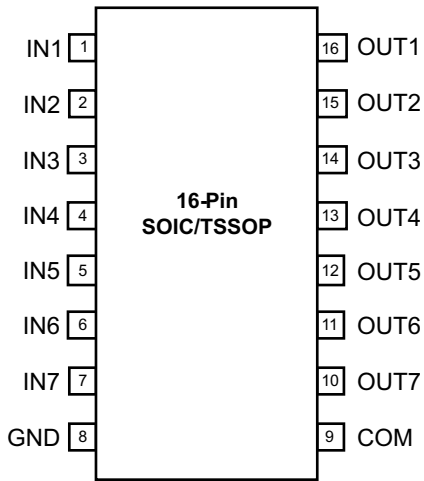 IN1 1 16 OUT1
IN2 2 15 OUT2
IN3 3 14 OUT3
16-Pin
SOIC/TSSOP
IN4 4 13 OUT4
IN5 5 12 OUT5
IN6 6 11 OUT6
IN7 7 10 OUT7
GND 8 9 COM